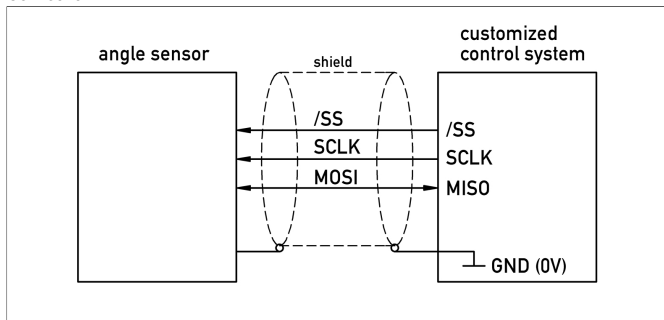 customized
angle sensor
control system
shield
/SS
/SS
SCLK
SCLK
MOSI
MISO
GND (0V)